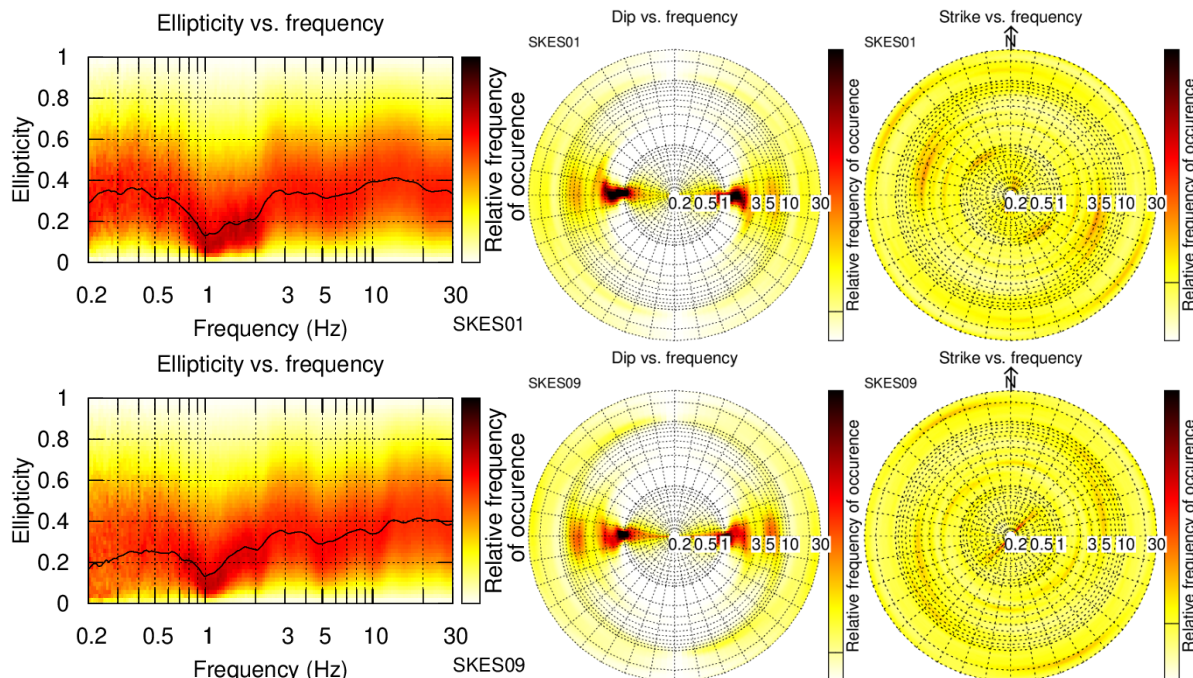 Ellipticity vs. frequency
Ellipticity
1
0.8
0.6
0.4
0.2
0
0.2 0.5 1 3 5 10 30
Frequency (Hz)
SKES01
Relative frequency
of occurence
Dip vs. frequency
SKES01
0.2 0.5 1 3 5 10 30
Relative frequency of occurence
Strike vs. frequency
SKES01
N
0.2 0.5 1 3 5 10 30
Relative frequency of occurence
Ellipticity vs. frequency
Ellipticity
1
0.8
0.6
0.4
0.2
0
0.2 0.5 1 3 5 10 30
Frequency (Hz)
SKES09
Relative frequency
of occurence
Dip vs. frequency
SKES09
0.2 0.5 1 3 5 10 30
Relative frequency of occurence
Strike vs. frequency
SKES09
N
0.2 0.5 1 3 5 10 30
Relative frequency of occurence